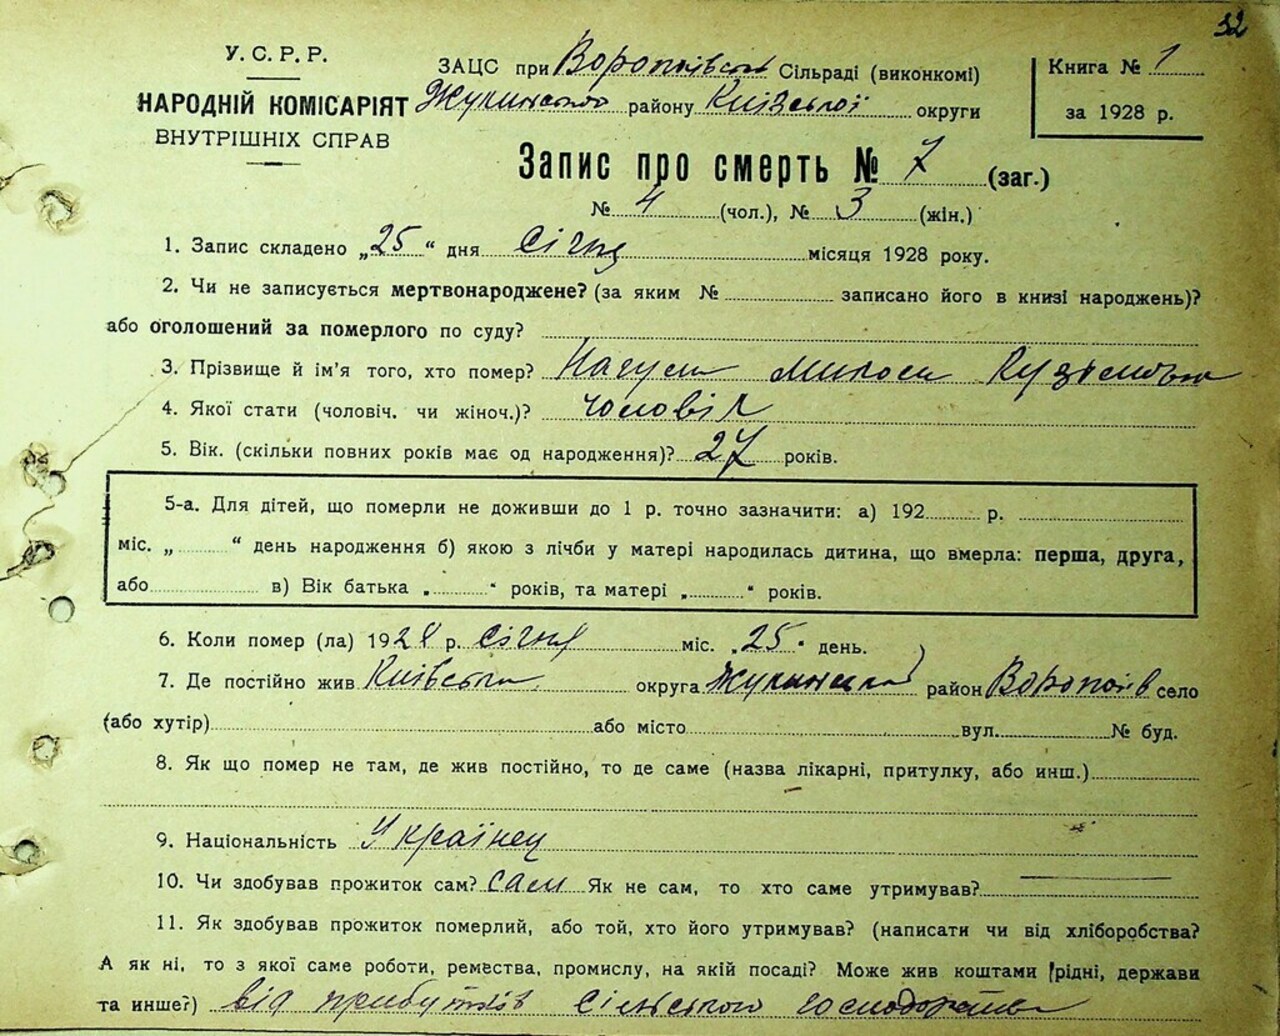 32
У. С. Р. Р.
НАРОДНІЙ КОМІСАРІЯТ
ВНУТРІШНІХ СПРАВ
ЗАЦС при Воропаївській Сільраді (виконкомі)
Жукинського району Київської округи
Книга № 1
за 1928 р.
Запис про смерть № 7 (заг.)
№ 4 (чол.), № 3 (жін.)
1. Запис складено „25“ дня Січня місяця 1928 року.
2. Чи не записується мертвонароджене? (за яким № записано його в книзі народжень)?
або оголошений за померлого по суду?
3. Прізвище й ім'я того, хто помер? Микола Кузьмович
4. Якої стати (чоловіч. чи жіноч.)? чоловіч
5. Вік. (скільки повних років має од народження)? 27 років.
5-а. Для дітей, що померли не доживши до 1 р. точно зазначити: а) 192 р.
міс. „ “ день народження б) якою з лічби у матері народилась дитина, що вмерла: перша, друга,
або в) Вік батька „ “ років, та матері „ “ років.
6. Коли помер (ла) 1928 р. січня міс. „25“ день.
7. Де постійно жив Київська округа Жукинський район Воропаїв село
(або хутір) або місто вул. № буд.
8. Як що помер не там, де жив постійно, то де саме (назва лікарні, притулку, або инш.)
9. Національність Українец
10. Чи здобував прожиток сам? сам Як не сам, то хто саме утримував?
11. Як здобував прожиток померлий, або той, хто його утримував? (написати чи від хліборобства?
А як ні, то з якої саме роботи, ремества, промислу, на якій посаді? Може жив коштами рідні, держави
та инше?) від прибутків сільського господарства